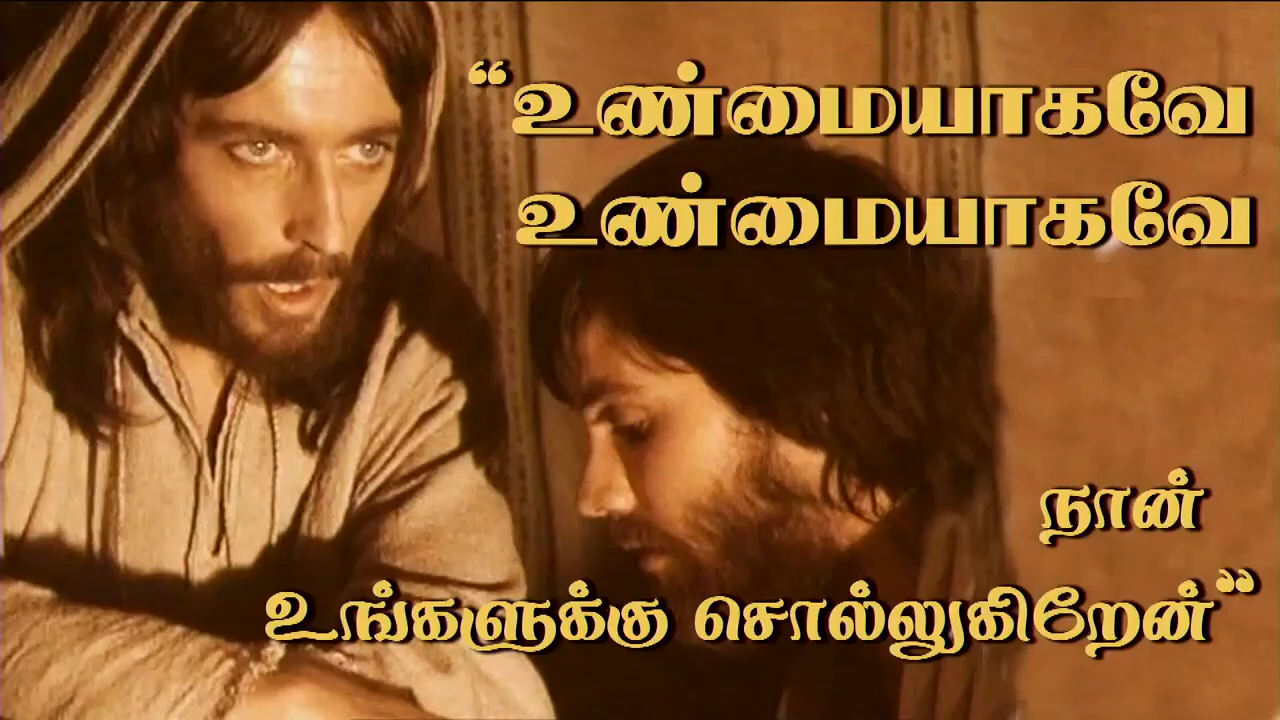 “உண்மையாகவே
உண்மையாகவே
நான்
உங்களுக்கு சொல்லுகிறேன்”